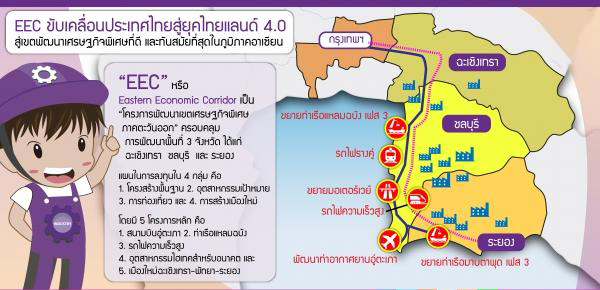 EEC ขับเคลื่อนประเทศไทยสู่ยุคไทยแลนด์ 4.0
สู่เขตพัฒนาเศรษฐกิจพิเศษที่ดี และทันสมัยที่สุดในภูมิภาคอาเซียน
"EEC" หรือ
Eastern Economic Corridor เป็น
"โครงการพัฒนาเขตเศรษฐกิจพิเศษ
ภาคตะวันออก" ครอบคลุม
การพัฒนาพื้นที่ 3 จังหวัด ได้แก่
ฉะเชิงเทรา ชลบุรี และ ระยอง
แผนในการลงทุนใน 4 กลุ่ม คือ
1. โครงสร้างพื้นฐาน 2. อุตสาหกรรมเป้าหมาย
3. การท่องเที่ยว และ 4. การสร้างเมืองใหม่
โดยมี 5 โครงการหลัก คือ
1. สนามบินอู่ตะเภา 2. ท่าเรือแหลมฉบัง
3. รถไฟความเร็วสูง
4. อุตสาหกรรมไฮเทคสำหรับอนาคต และ
5. เมืองใหม่ฉะเชิงเทรา-พัทยา-ระยอง
กรุงเทพฯ
ฉะเชิงเทรา
ขยายท่าเรือแหลมฉบัง เฟส 3
ชลบุรี
รถไฟรางคู่
ขยายมอเตอร์เวย์
รถไฟความเร็วสูง
ระยอง
พัฒนาท่าอากาศยานอู่ตะเภา
ขยายท่าเรือมาบตาพุด เฟส 3